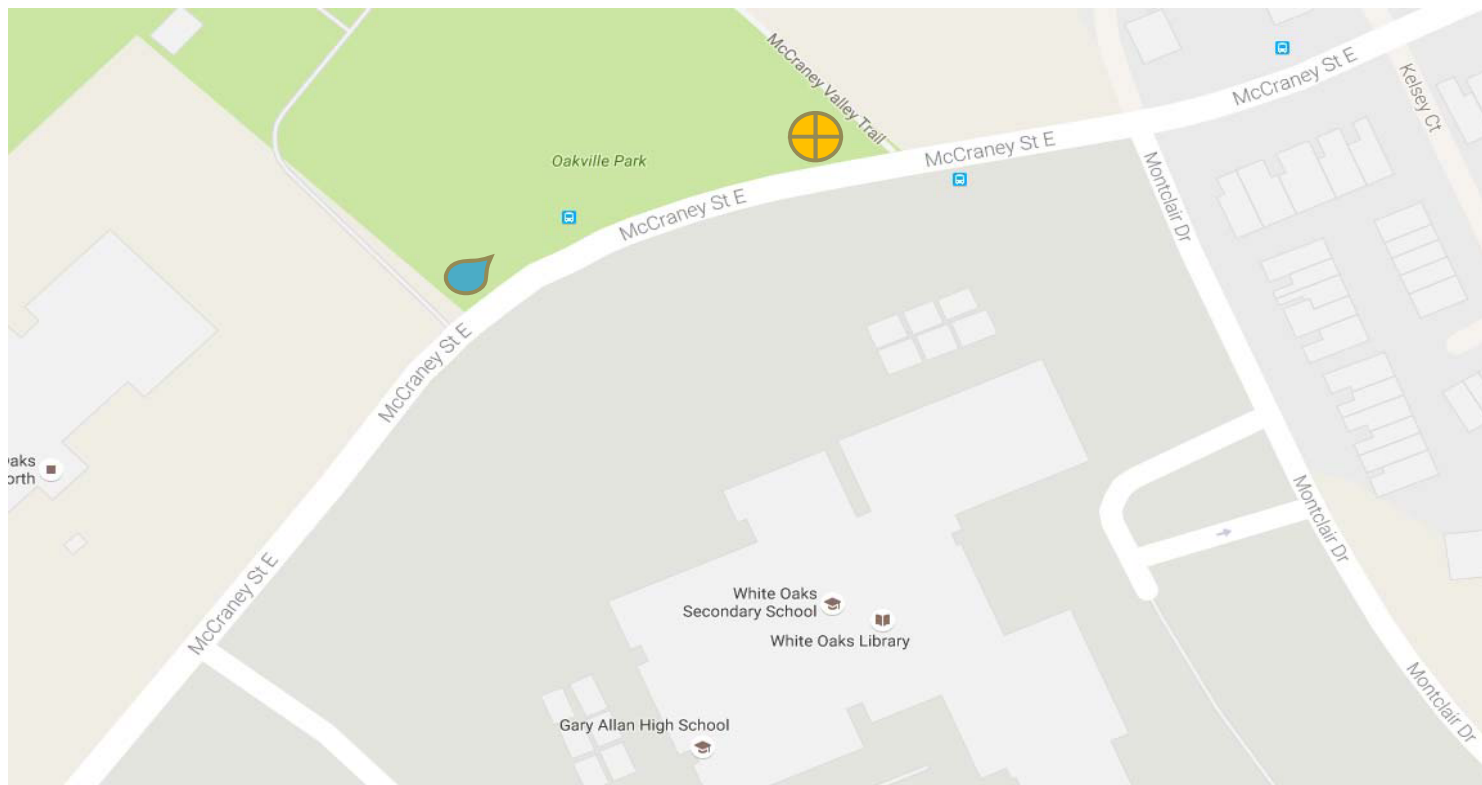 McCraney Valley Trail
McCraney St E
Kelsey Ct
McCraney St E
Oakville Park
McCraney St E
Montclair Dr
McCraney St E
aks
orth
Montclair Dr
McCraney St E
White Oaks
Secondary School
White Oaks Library
Montclair Dr
Gary Allan High School